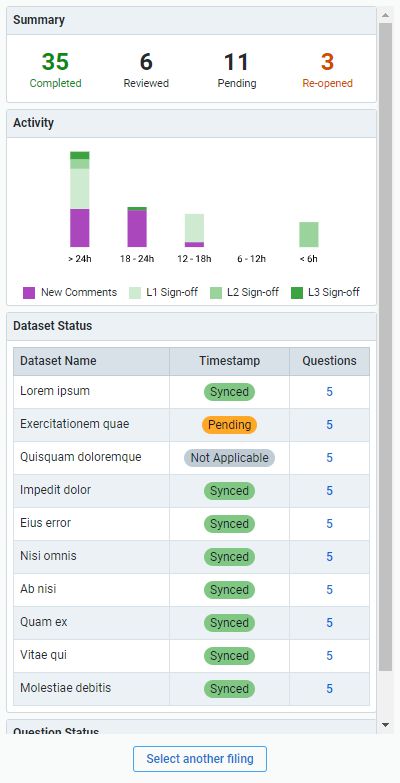 Summary
35 6 11 3
Completed Reviewed Pending Re-opened
Activity
> 24h 18 - 24h 12 - 18h 6 - 12h < 6h
New Comments L1 Sign-off L2 Sign-off L3 Sign-off
Dataset Status
Dataset Name Timestamp Questions
Lorem ipsum Synced 5
Exercitationem quae Pending 5
Quisquam doloremque Not Applicable 5
Impedit dolor Synced 5
Eius error Synced 5
Nisi omnis Synced 5
Ab nisi Synced 5
Quam ex Synced 5
Vitae qui Synced 5
Molestiae debitis Synced 5
Question Status
Select another filing